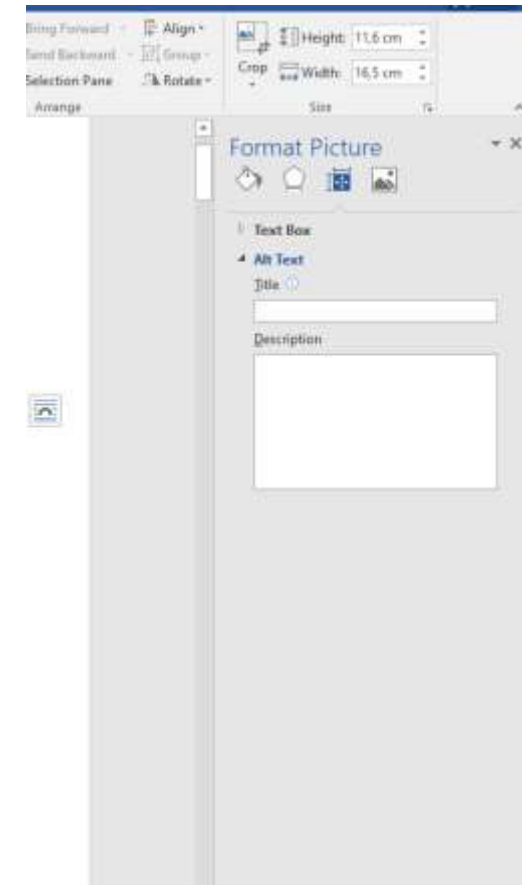 Bring Forward Align
Send Backward Group
Selection Pane Rotate
Arrange
Crop
Height: 11,6 cm
Width: 16,5 cm
Size
Format Picture
Text Box
Alt Text
Title
Description